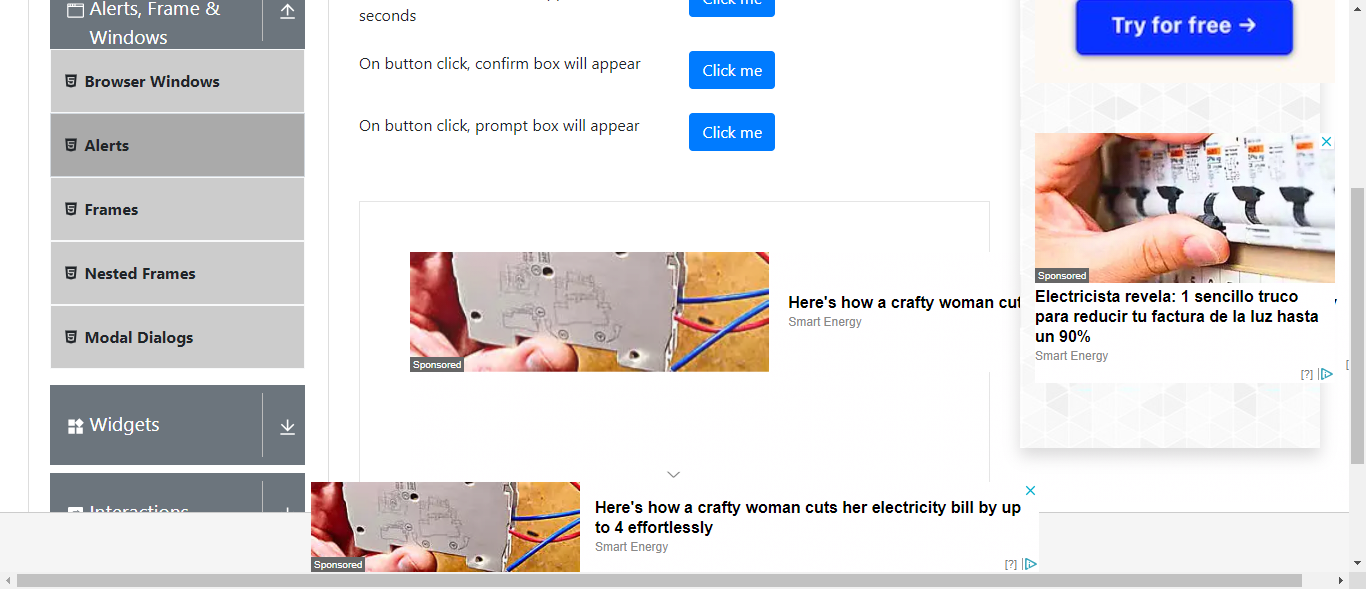 Alerts, Frame &
Windows
Browser Windows
Alerts
Frames
Nested Frames
Modal Dialogs
Widgets
Interactions
seconds
Click me
On button click, confirm box will appear
Click me
On button click, prompt box will appear
Click me
Sponsored
Here's how a crafty woman cut
Smart Energy
Try for free →
Sponsored
Electricista revela: 1 sencillo truco
para reducir tu factura de la luz hasta
un 90%
Smart Energy
[?]
Sponsored
Here's how a crafty woman cuts her electricity bill by up
to 4 effortlessly
Smart Energy
[?]